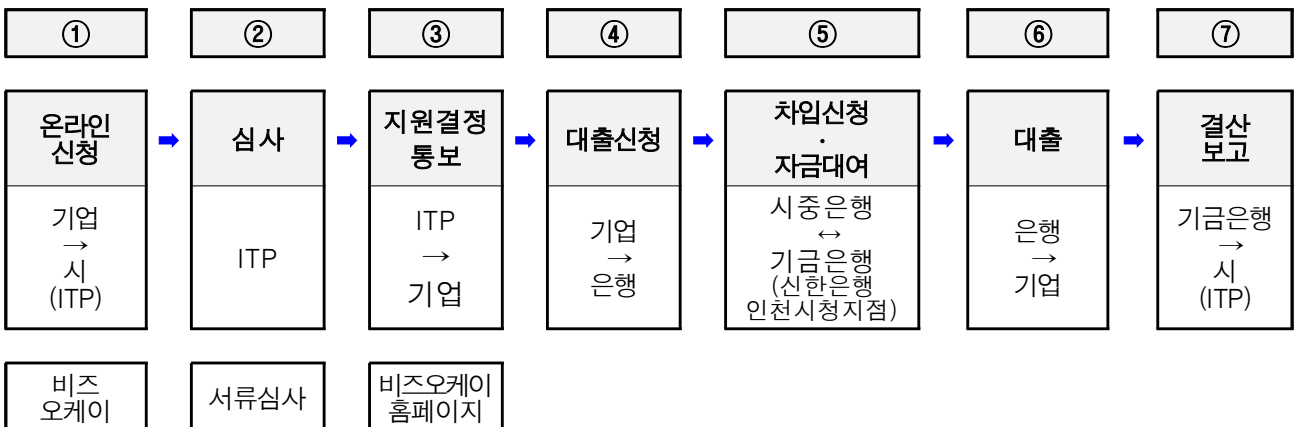 ①
②
③
④
⑤
⑥
⑦
온라인
신청
➡
심사
➡
지원결정
통보
➡
대출신청
➡
차입신청
·
자금대여
➡
대출
➡
결산
보고
기업
→
시
(ITP)
ITP
ITP
→
기업
기업
→
은행
시중은행
↔
기금은행
(신한은행
인천시청지점)
은행
→
기업
기금은행
→
시
(ITP)
비즈
오케이
서류심사
비즈오케이
홈페이지